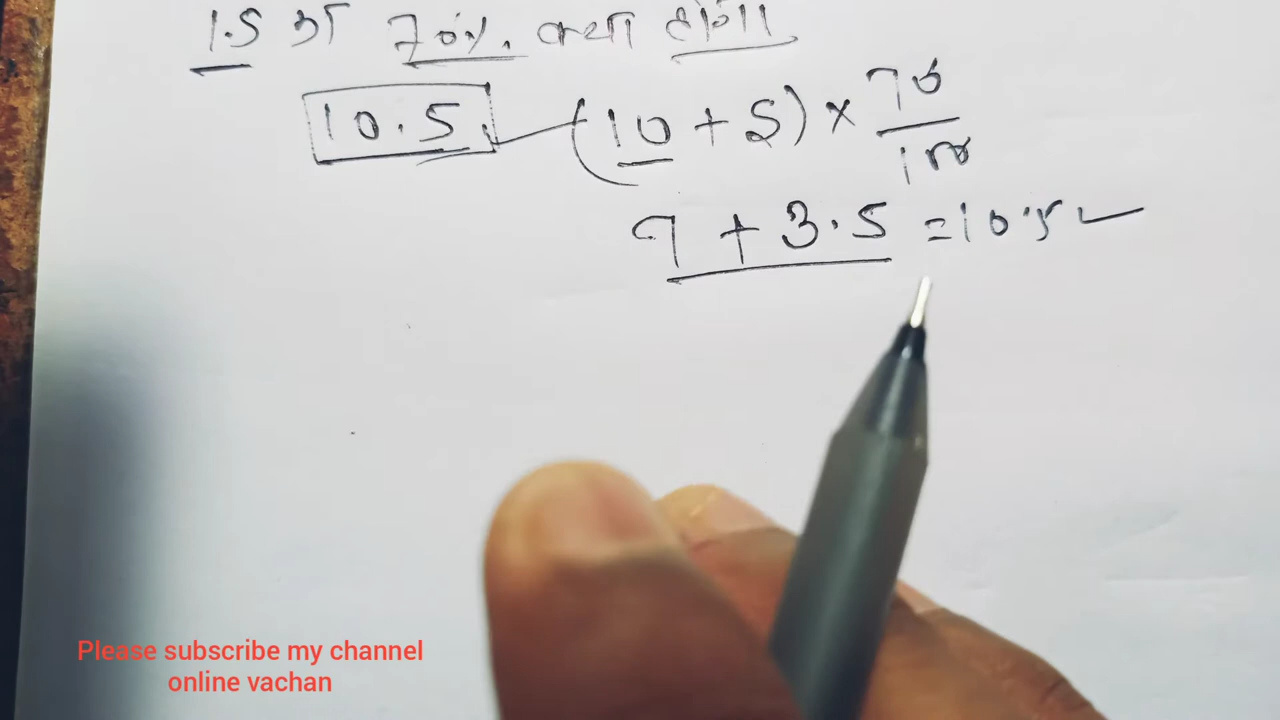 15 का 70% क्या होगा
10.5 (10 + 5) × 70/100
7 + 3.5 = 10.5
Please subscribe my channel
online vachan